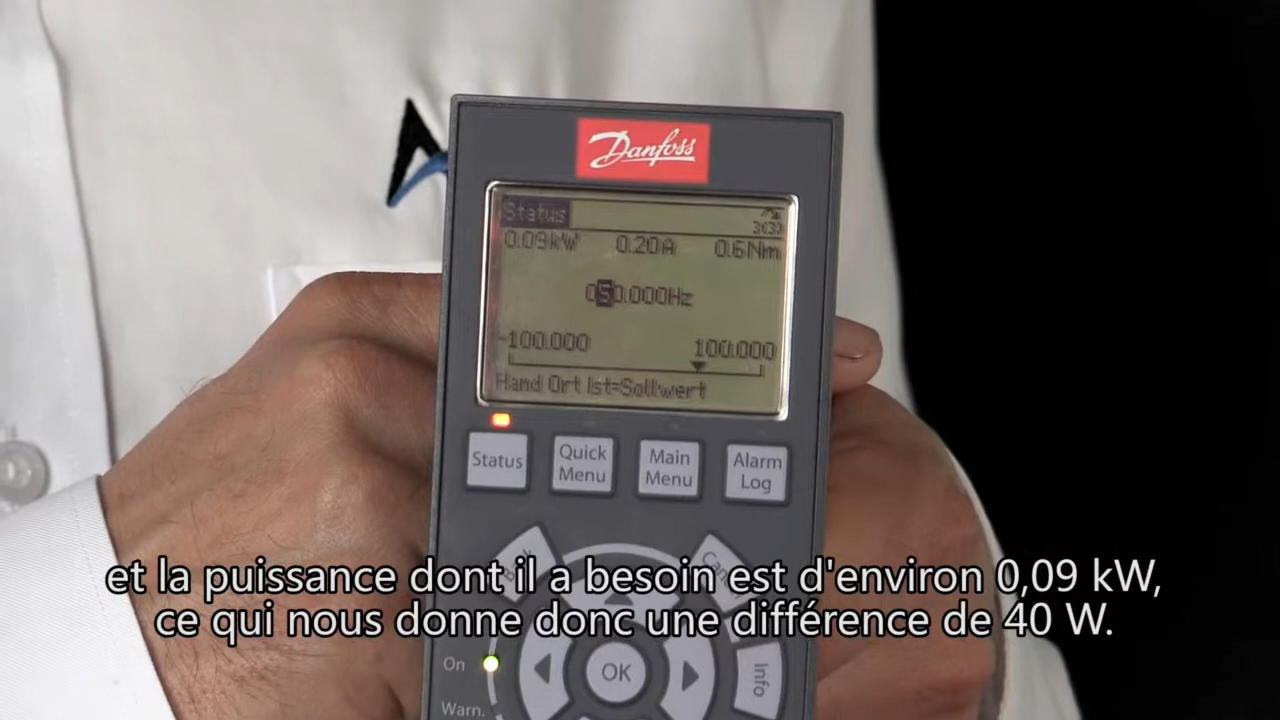 Danfoss
Status
0.09kW 0.20A 0.6Nm
050.000Hz
-100.000 100.000
Hand Ort Ist=Sollwert
Status Quick Menu Main Menu Alarm Log
et la puissance dont il a besoin est d'environ 0,09 kW,
ce qui nous donne donc une différence de 40 W.
On OK Info
Warn.